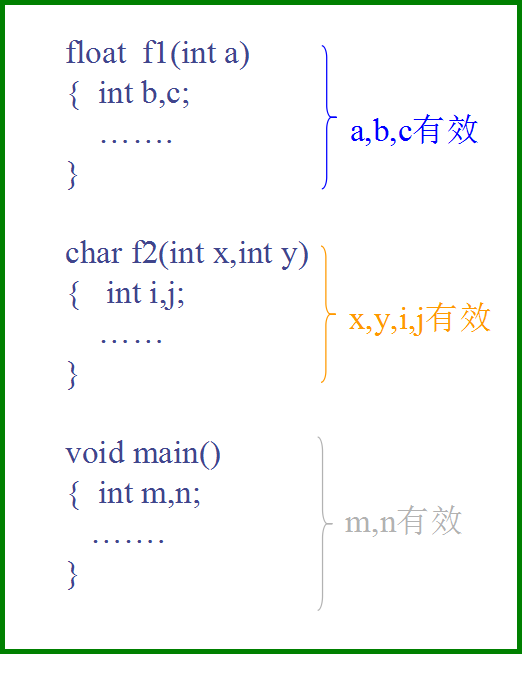 float  f1(int a)
{  int b,c;
a,b,c有效
…….
}
char f2(int x,int y)
{   int i,j;
x,y,i,j有效
……
}
void main()
{  int m,n;
m,n有效
…….
}